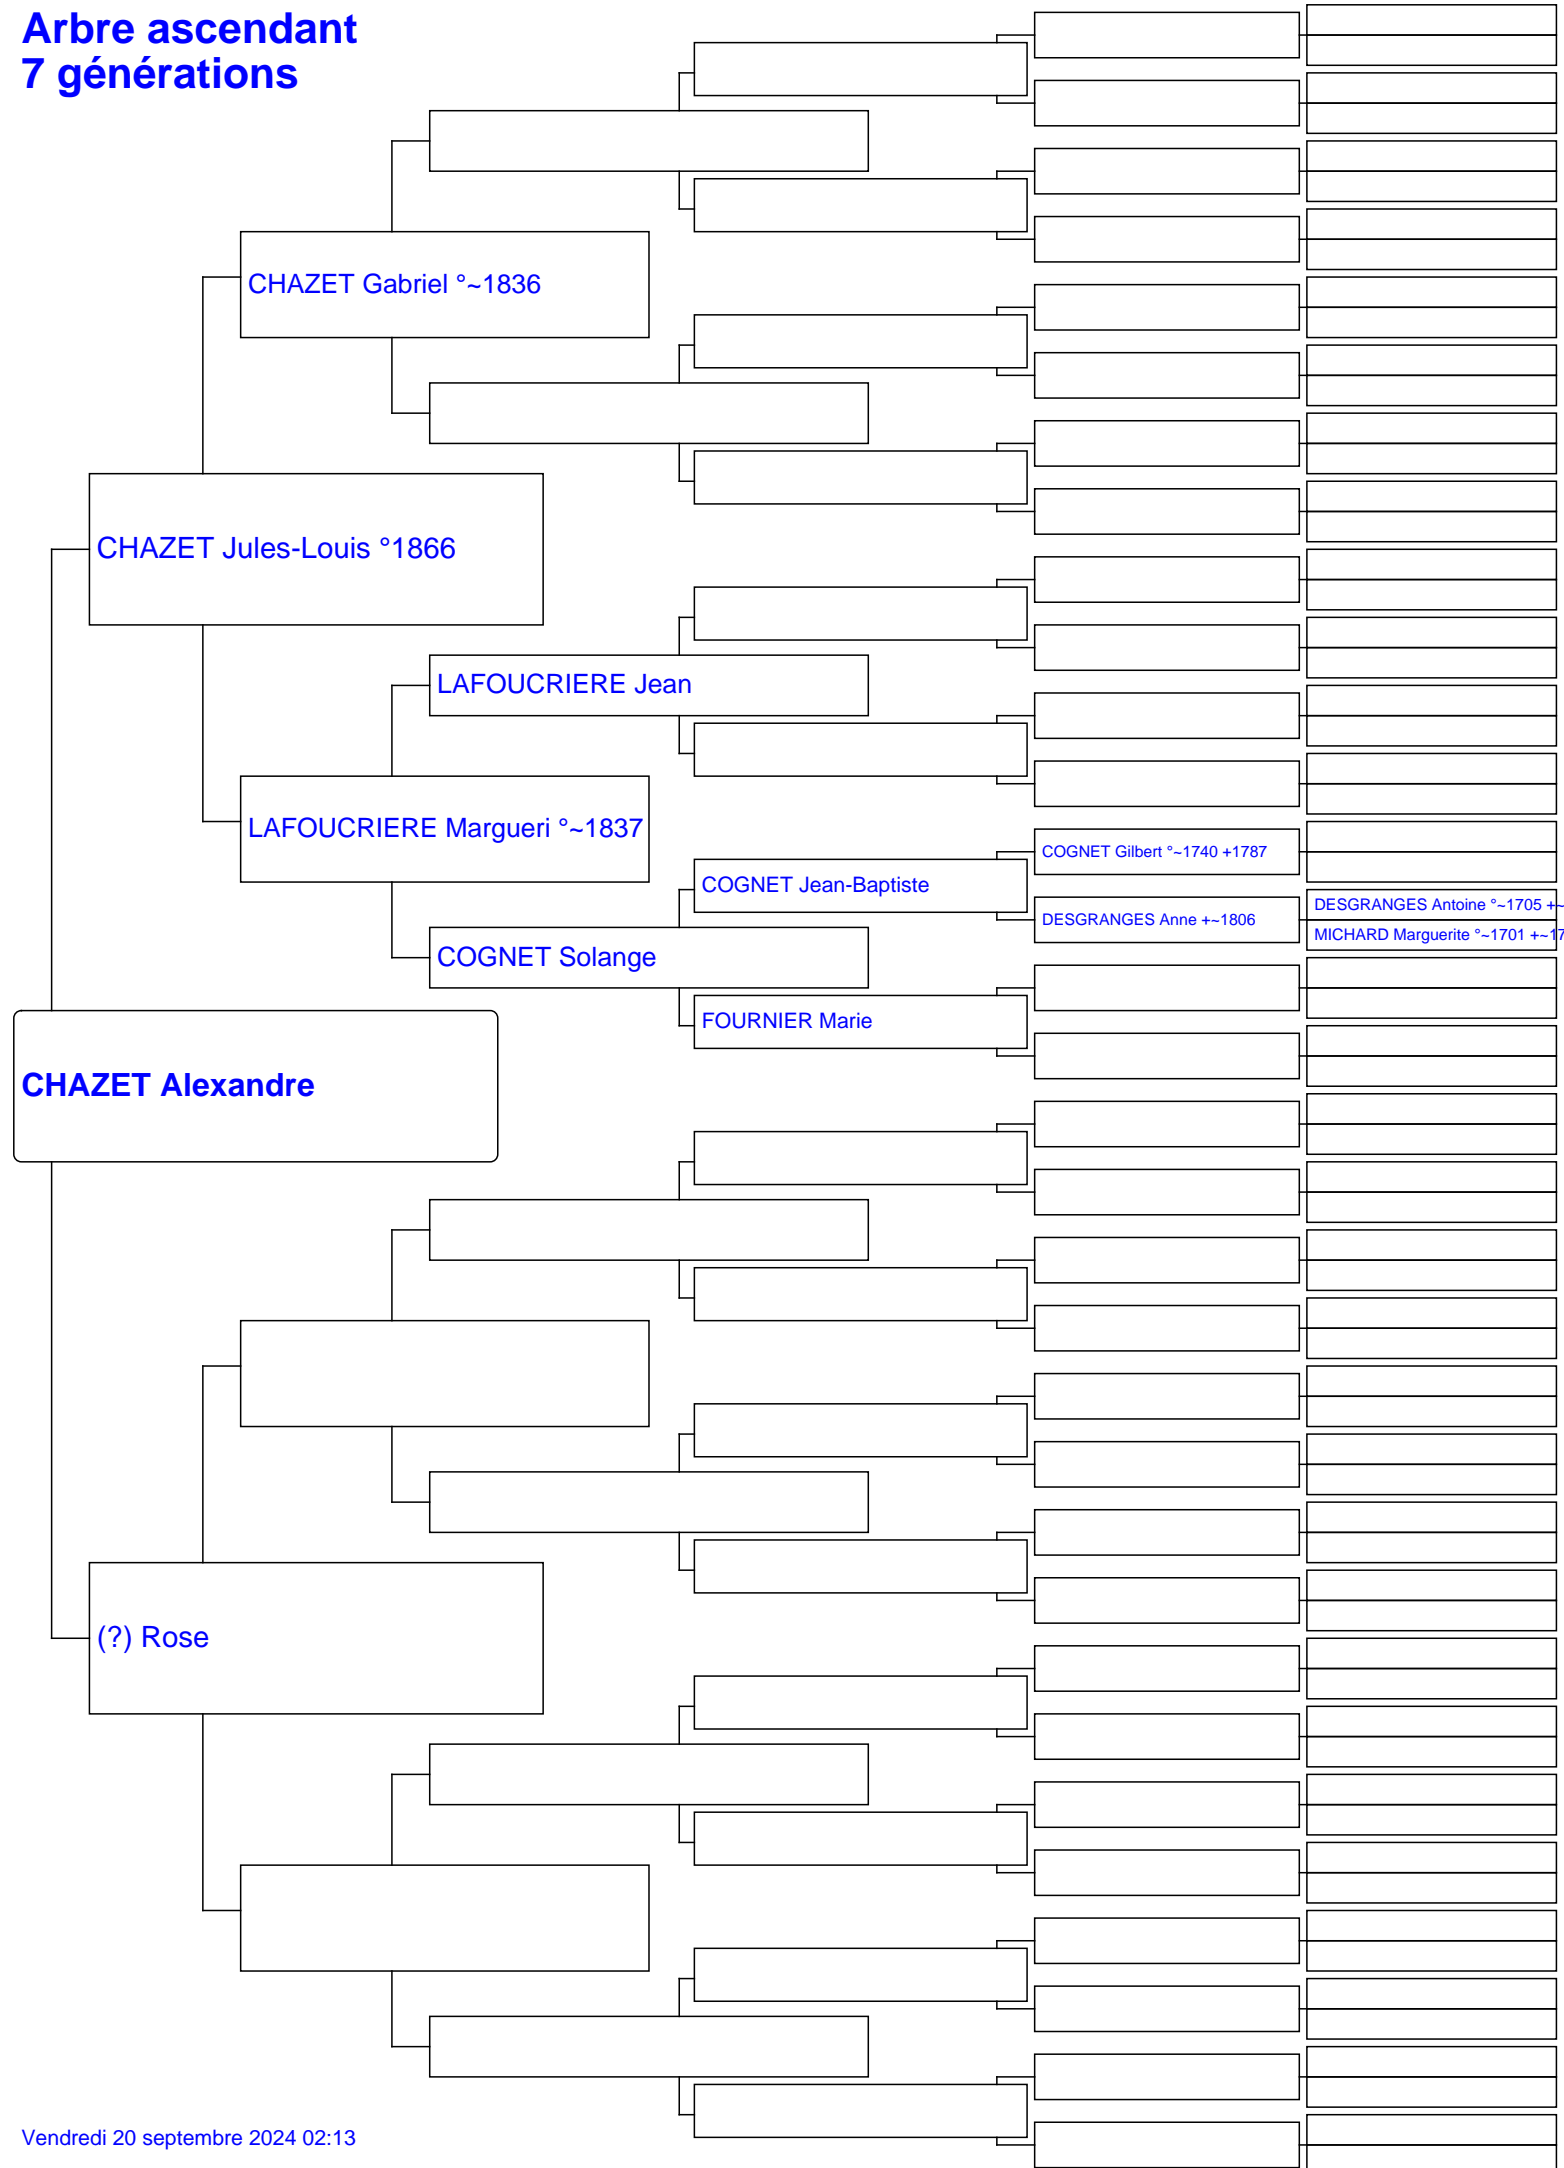 Arbre ascendant
7 générations
CHAZET Gabriel °~1836
CHAZET Jules-Louis °1866
LAFOUCRIERE Jean
LAFOUCRIERE Margueri °~1837
COGNET Gilbert °~1740 +1787
COGNET Jean-Baptiste
DESGRANGES Antoine °~1705 +~
DESGRANGES Anne +~1806
MICHARD Marguerite °~1701 +~17
COGNET Solange
FOURNIER Marie
CHAZET Alexandre
(?) Rose
Vendredi 20 septembre 2024 02:13